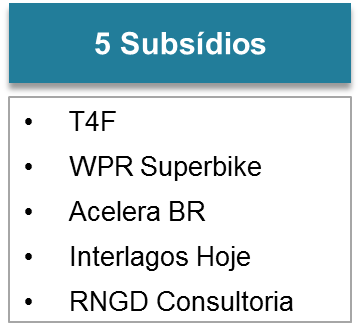 5 Subsídios
• T4F
• WPR Superbike
• Acelera BR
• Interlagos Hoje
• RNGD Consultoria